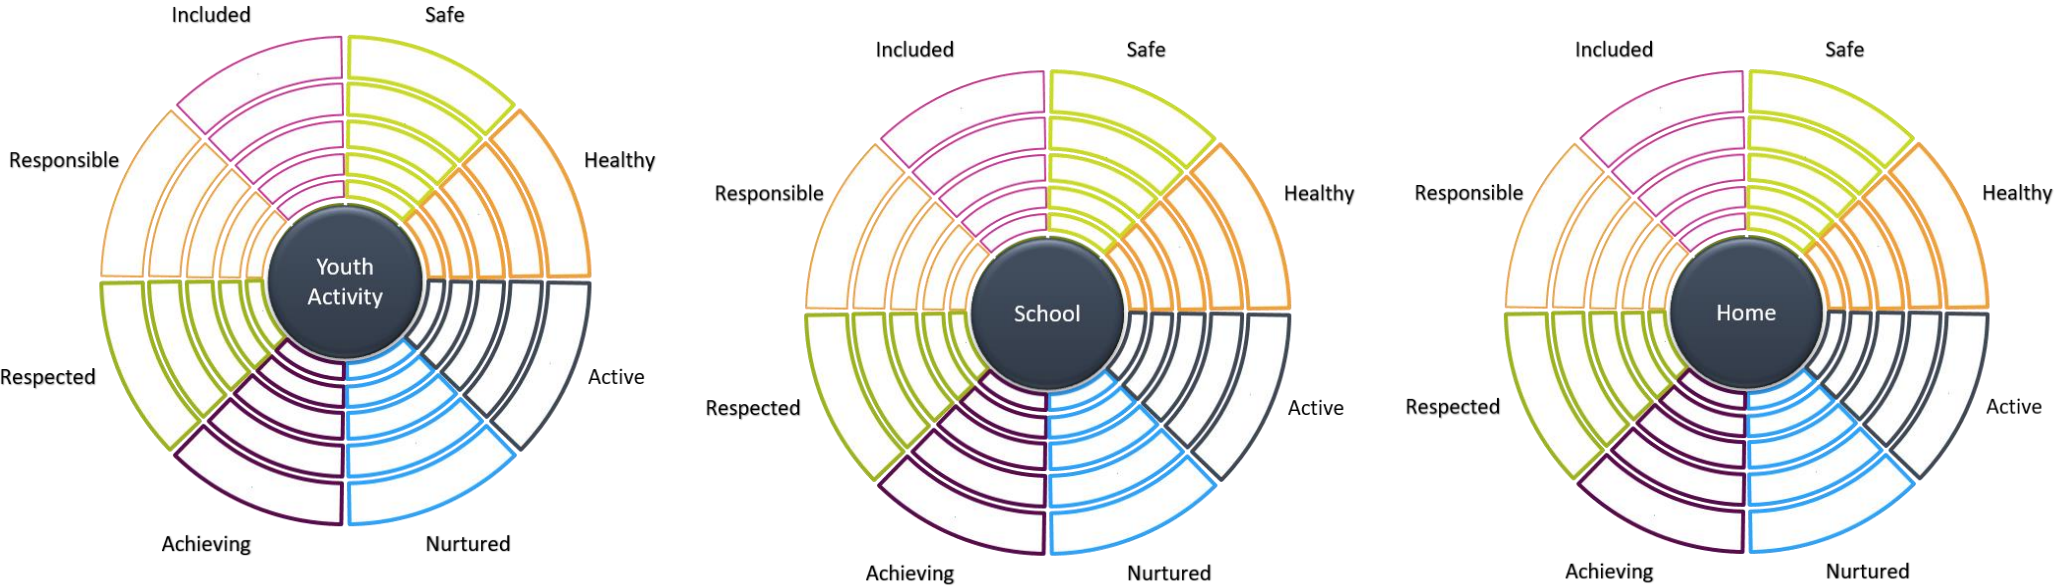 Included
Safe
Responsible
Healthy
Youth
Activity
Respected
Active
Achieving
Nurtured
Included
Safe
Responsible
Healthy
School
Respected
Active
Achieving
Nurtured
Included
Safe
Responsible
Healthy
Home
Respected
Active
Achieving
Nurtured